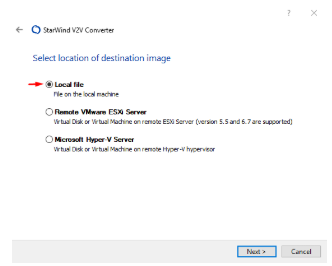 ?
StarWind V2V Converter
Select location of destination image
Local file
File on the local machine
Remote VMware ESXi Server
Virtual Disk or Virtual Machine on remote ESXi Server (version 5.5 and 6.7 are supported)
Microsoft Hyper-V Server
Virtual Disk or Virtual Machine on remote Hyper-V hypervisor
Next >
Cancel